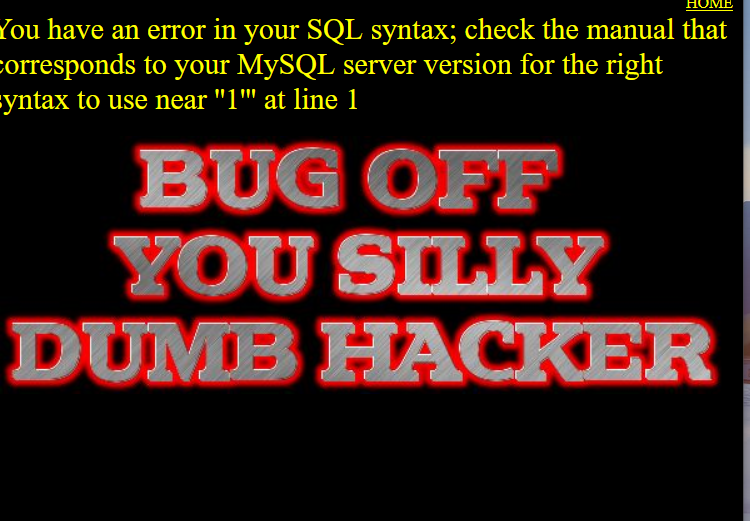 HOME
You have an error in your SQL syntax; check the manual that
corresponds to your MySQL server version for the right
syntax to use near ''1''' at line 1
BUG OFF
YOU SILLY
DUMB HACKER